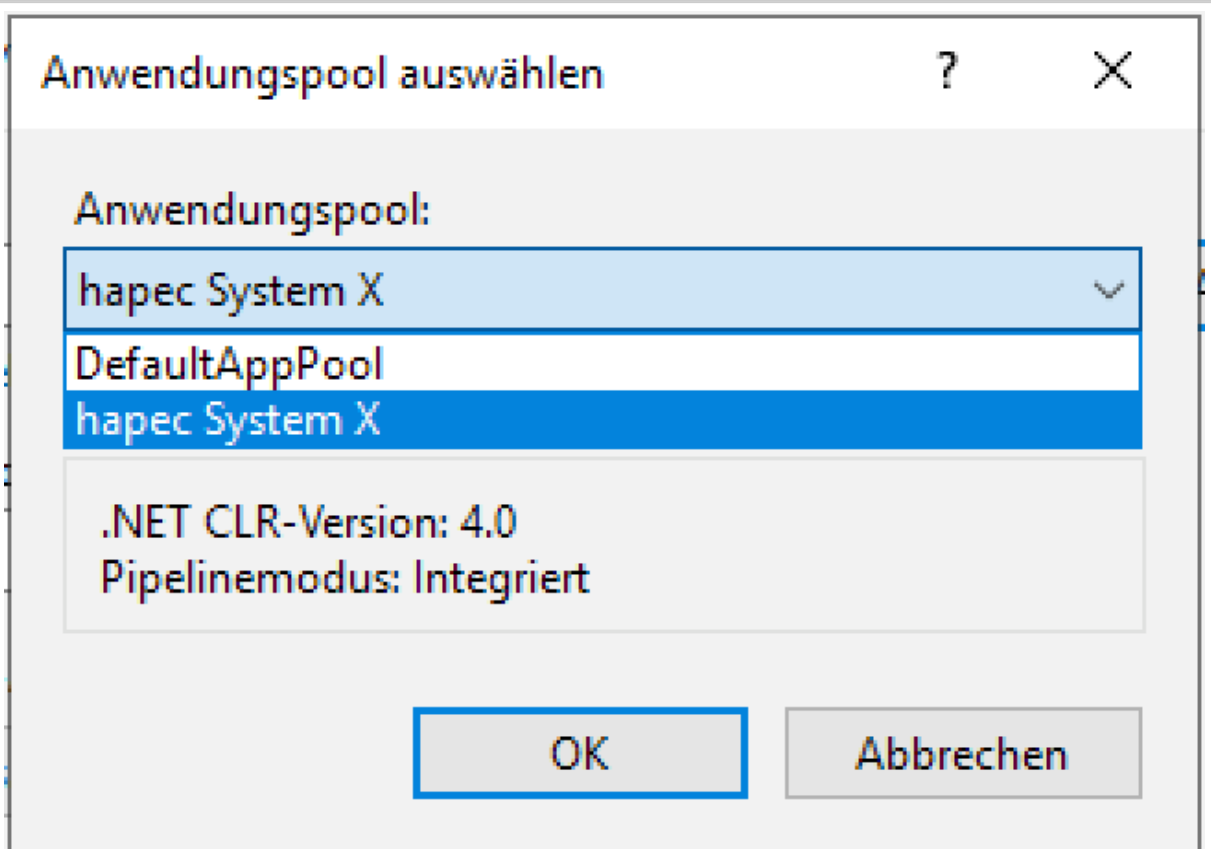 Anwendungspool auswählen
Anwendungspool:
hapec System X
DefaultAppPool
hapec System X
.NET CLR-Version: 4.0
Pipelinemodus: Integriert
OK
Abbrechen